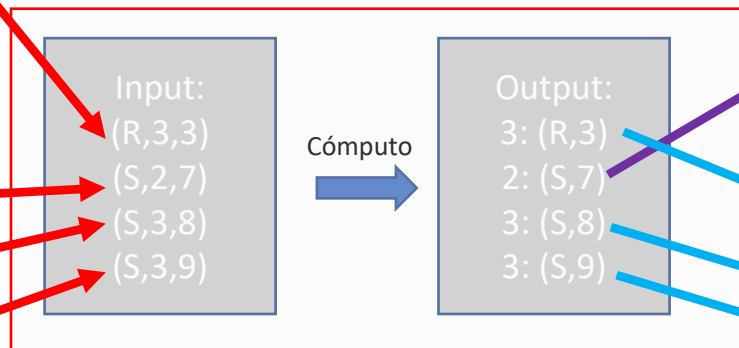 Input:
(R,3,3)
(S,2,7)
(S,3,8)
(S,3,9)
Cómputo
Output:
3: (R,3)
2: (S,7)
3: (S,8)
3: (S,9)